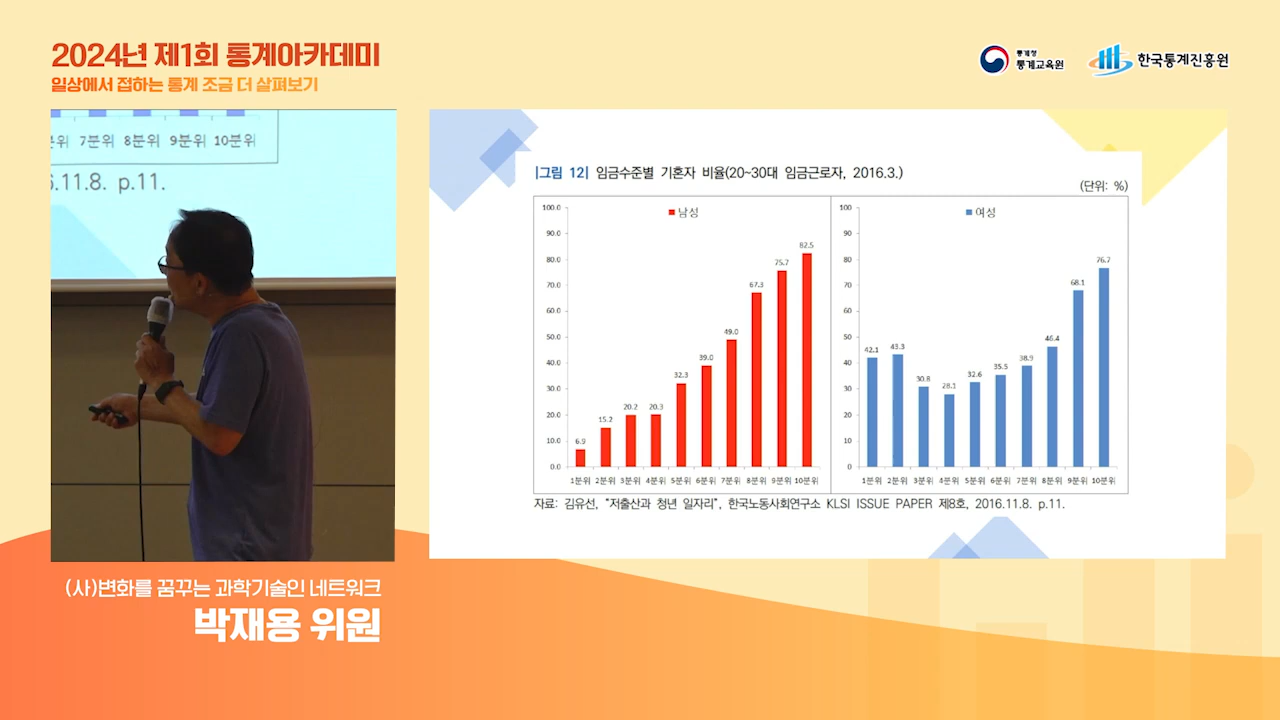 2024년 제1회 통계아카데미
일상에서 접하는 통계 조금 더 살펴보기
통계청
통계교육원
한국통계진흥원
7분위 8분위 9분위 10분위
.11.8. p.11.
|그림 12| 임금수준별 기혼자 비율(20~30대 임금근로자, 2016.3.)
(단위: %)
남성
100.0
90.0
80.0
70.0
60.0
50.0
40.0
30.0
20.0
10.0
0.0
6.9
15.2
20.2
20.3
32.3
39.0
49.0
67.3
75.7
82.5
1분위 2분위 3분위 4분위 5분위 6분위 7분위 8분위 9분위 10분위
여성
100
90
80
70
60
50
40
30
20
10
0
42.1
43.3
30.8
28.1
32.6
35.5
38.9
46.4
68.1
76.7
1분위 2분위 3분위 4분위 5분위 6분위 7분위 8분위 9분위 10분위
자료: 김유선, "저출산과 청년 일자리", 한국노동사회연구소 KLSI ISSUE PAPER 제8호, 2016.11.8. p.11.
(사)변화를 꿈꾸는 과학기술인 네트워크
박재용 위원